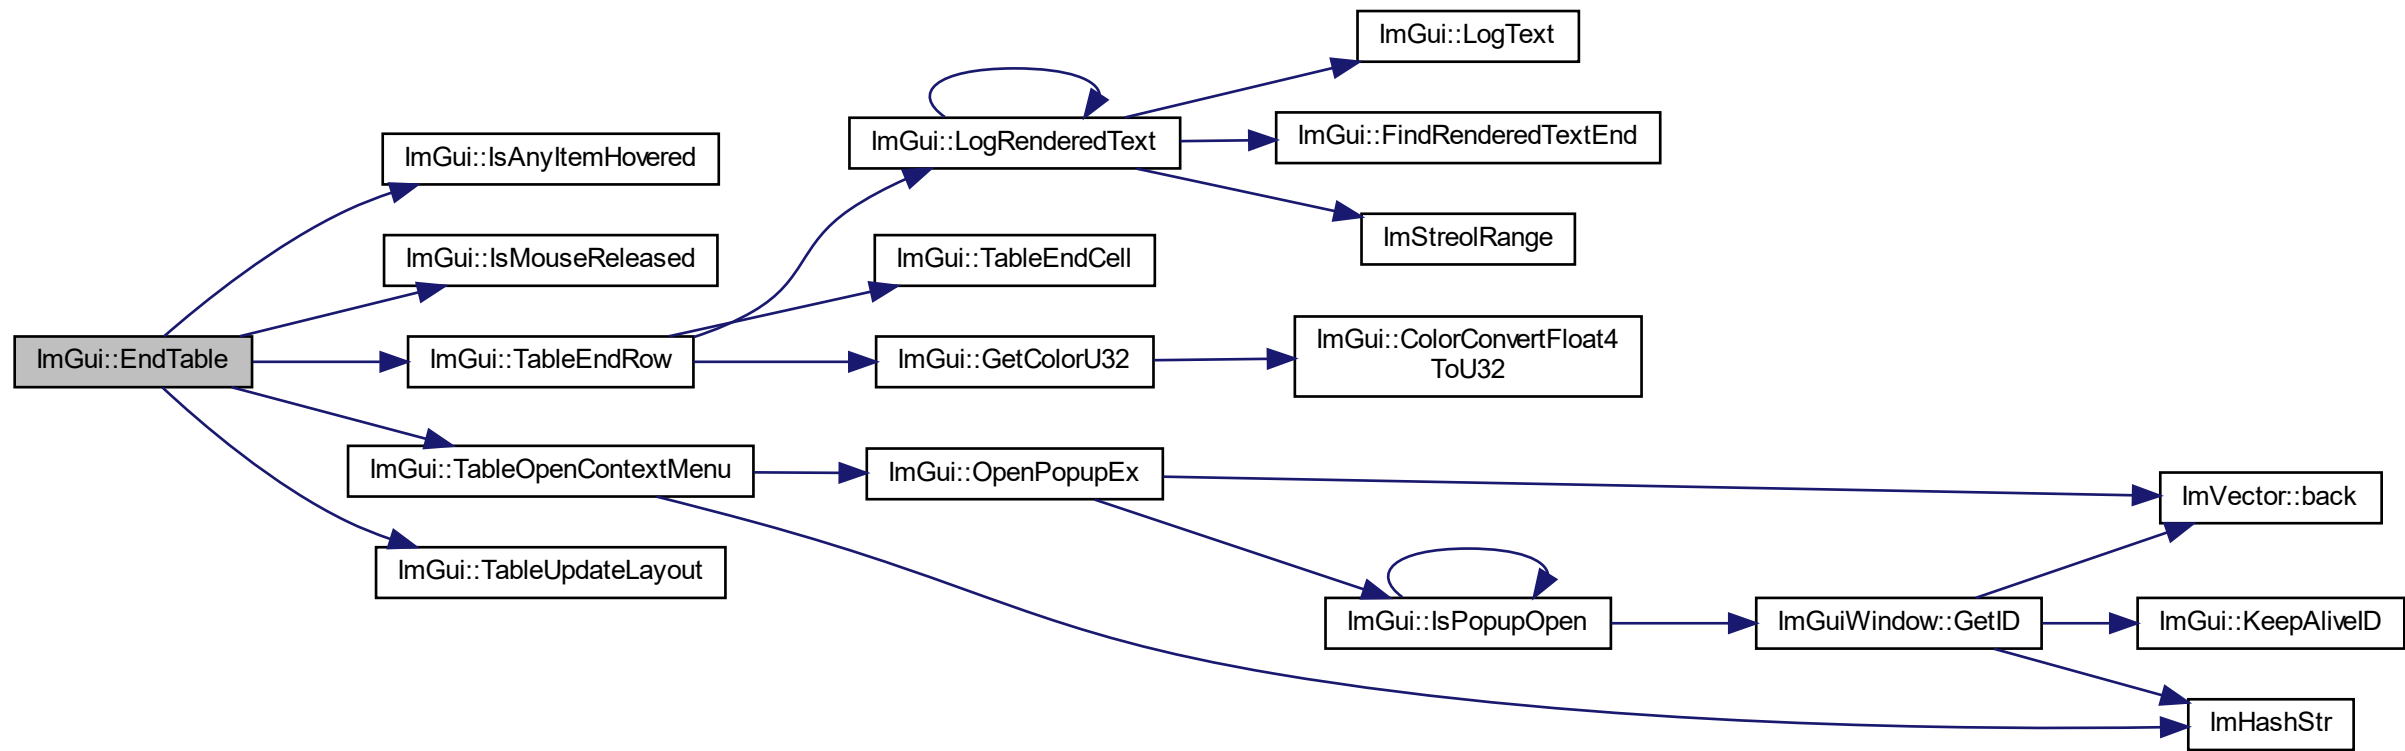 ImGui::EndTable
ImGui::IsAnyItemHovered
ImGui::IsMouseReleased
ImGui::TableEndRow
ImGui::TableOpenContextMenu
ImGui::TableUpdateLayout
ImGui::LogRenderedText
ImGui::TableEndCell
ImGui::GetColorU32
ImGui::OpenPopupEx
ImGui::LogText
ImGui::FindRenderedTextEnd
ImStreolRange
ImGui::ColorConvertFloat4
ToU32
ImGui::IsPopupOpen
ImGuiWindow::GetID
ImVector::back
ImGui::KeepAliveID
ImHashStr